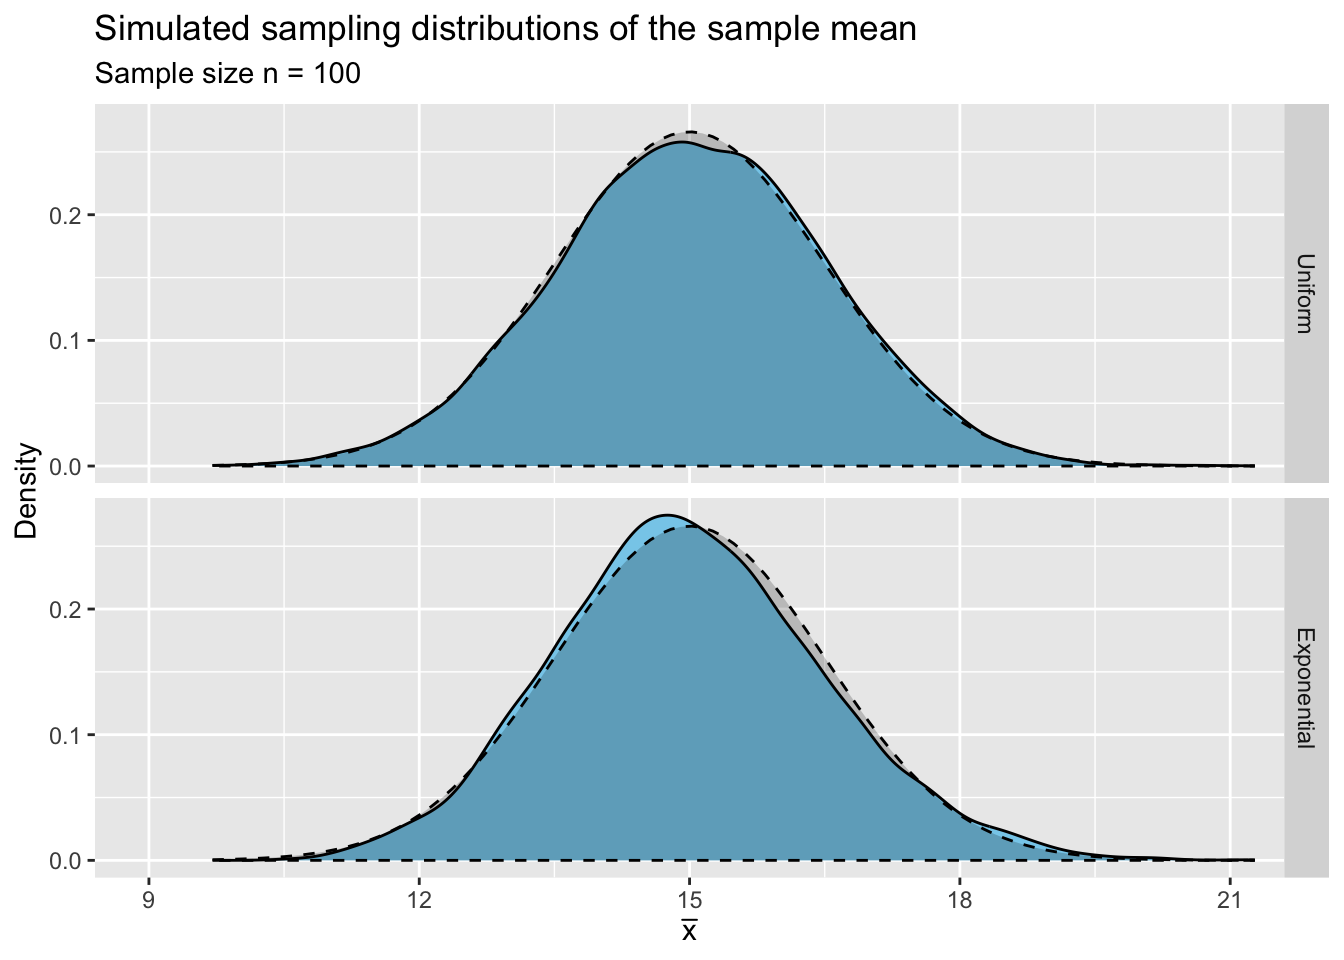 Simulated sampling distributions of the sample mean
Sample size n = 100
Density
0.2
0.1
0.0
Uniform
0.2
0.1
0.0
Exponential
9 12 15 18 21
x̅